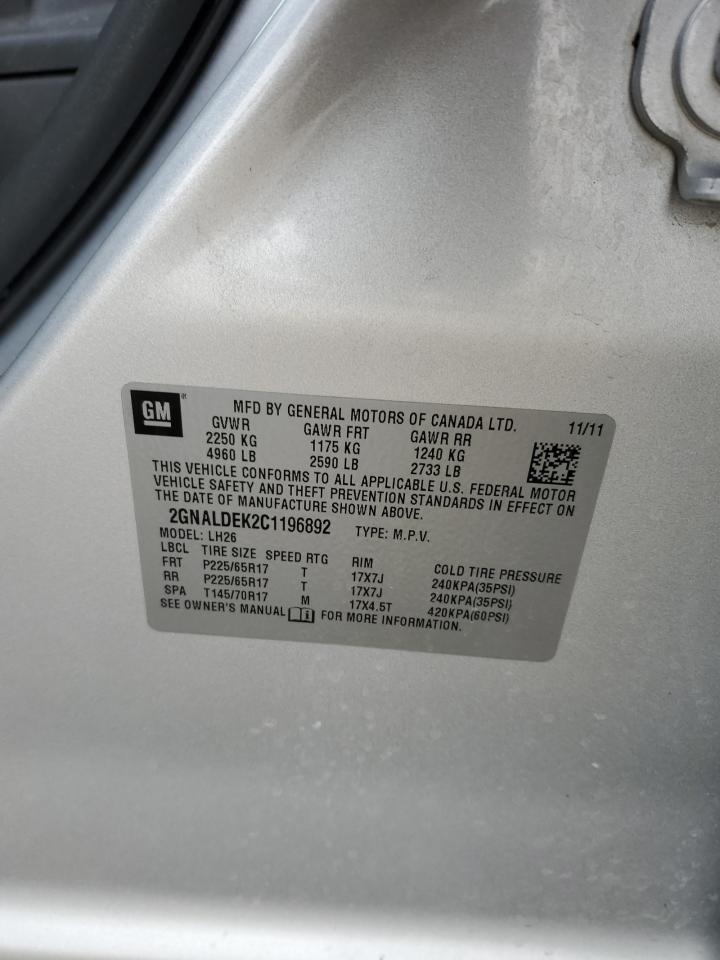 GM
MFD BY GENERAL MOTORS OF CANADA LTD. 11/11
GVWR GAWR FRT GAWR RR
2250 KG 1175 KG 1240 KG
4960 LB 2590 LB 2733 LB
THIS VEHICLE CONFORMS TO ALL APPLICABLE U.S. FEDERAL MOTOR
VEHICLE SAFETY AND THEFT PREVENTION STANDARDS IN EFFECT ON
THE DATE OF MANUFACTURE SHOWN ABOVE.
2GNALDEK2C1196892 TYPE: M.P.V.
MODEL: LH26
LBCL TIRE SIZE SPEED RTG RIM COLD TIRE PRESSURE
FRT P225/65R17 T 17X7J 240KPA(35PSI)
RR P225/65R17 T 17X7J 240KPA(35PSI)
SPA T145/70R17 M 17X4.5T 420KPA(60PSI)
SEE OWNER'S MANUAL FOR MORE INFORMATION.